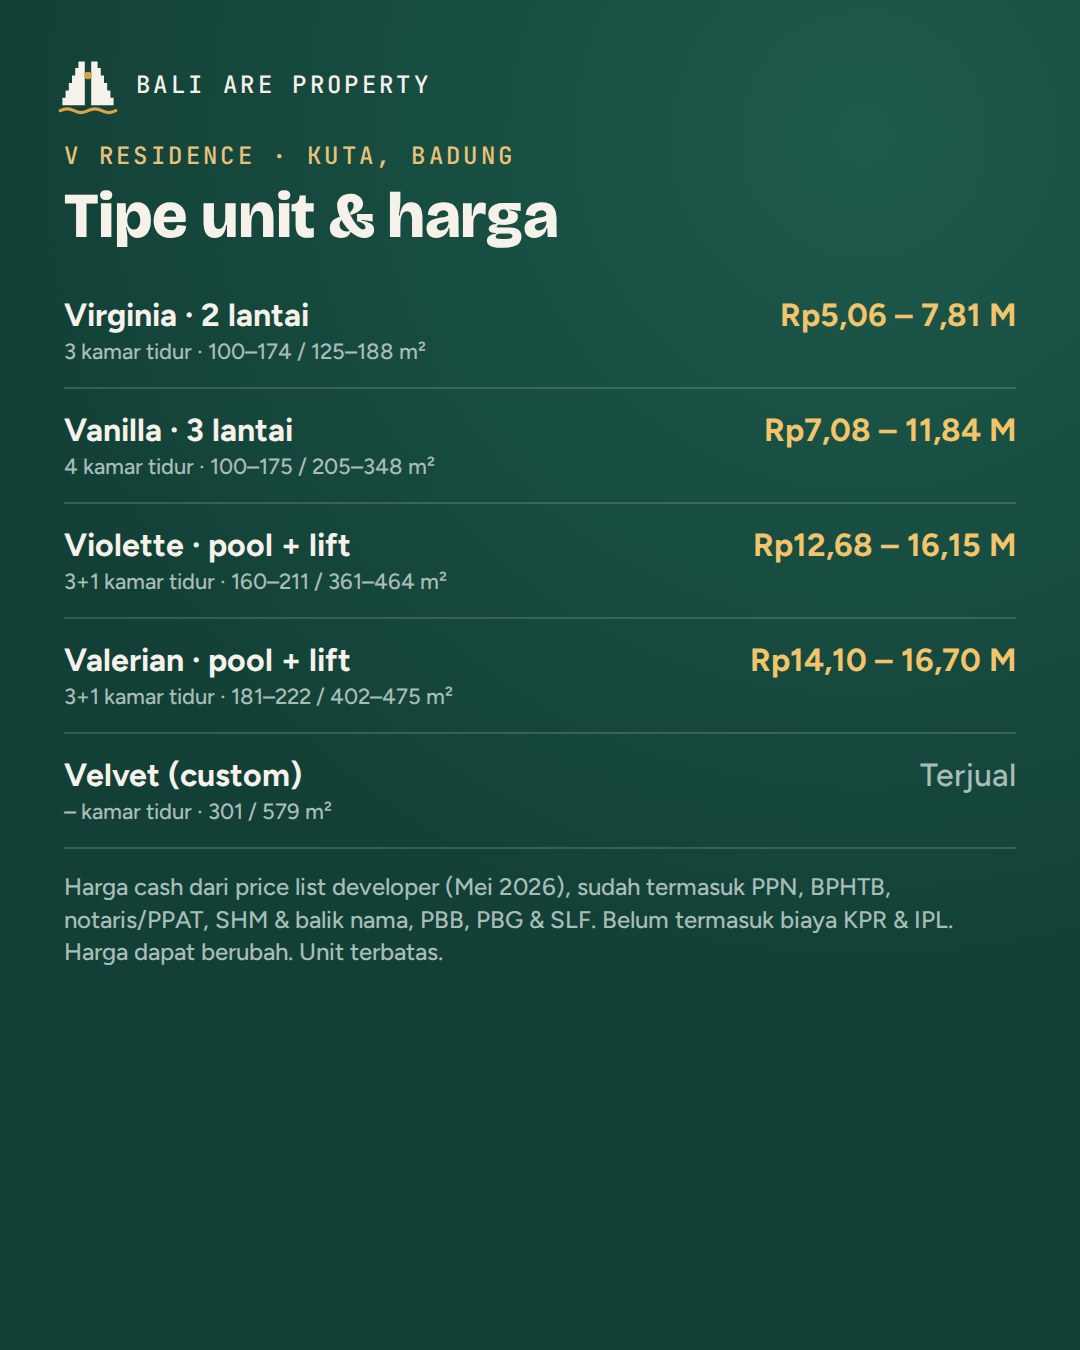 BALI ARE PROPERTY
V RESIDENCE · KUTA, BADUNG
Tipe unit & harga
Virginia · 2 lantai
Rp5,06 – 7,81 M
3 kamar tidur · 100–174 / 125–188 m²
Vanilla · 3 lantai
Rp7,08 – 11,84 M
4 kamar tidur · 100–175 / 205–348 m²
Violette · pool + lift
Rp12,68 – 16,15 M
3+1 kamar tidur · 160–211 / 361–464 m²
Valerian · pool + lift
Rp14,10 – 16,70 M
3+1 kamar tidur · 181–222 / 402–475 m²
Velvet (custom)
Terjual
– kamar tidur · 301 / 579 m²
Harga cash dari price list developer (Mei 2026), sudah termasuk PPN, BPHTB,
notaris/PPAT, SHM & balik nama, PBB, PBG & SLF. Belum termasuk biaya KPR & IPL.
Harga dapat berubah. Unit terbatas.